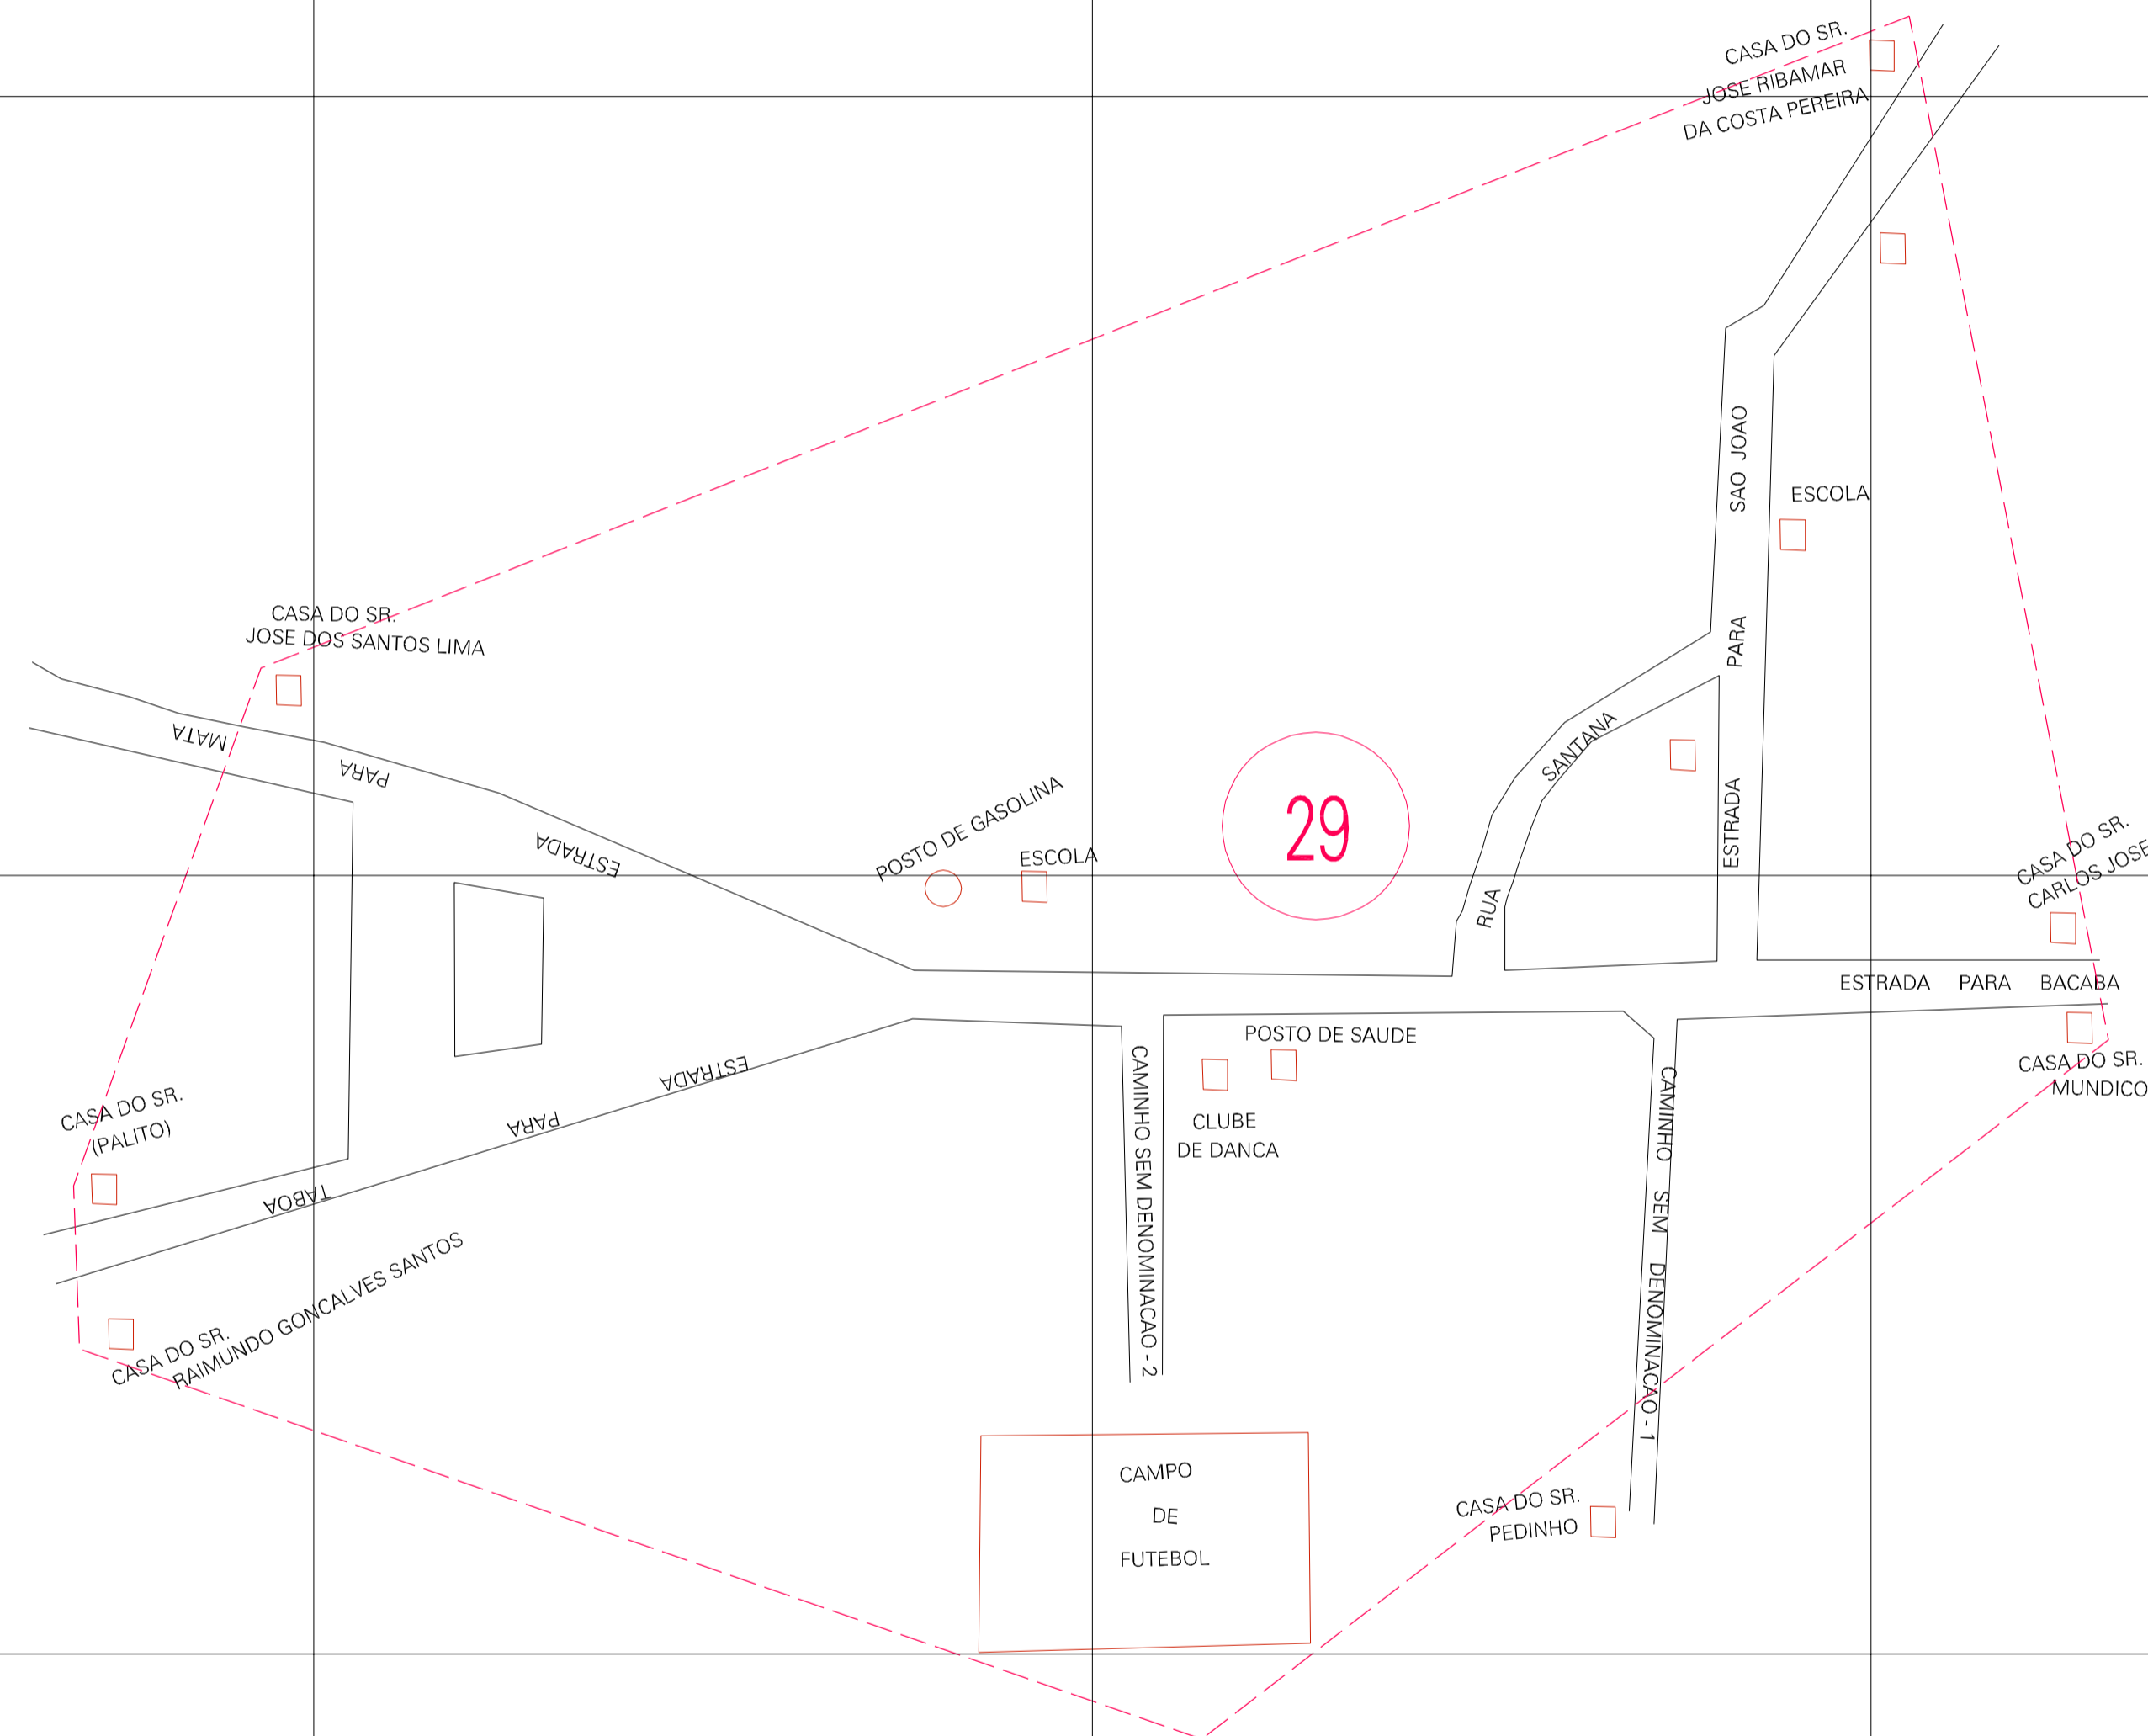 CASA DO SR.
JOSE RIBAMAR
DA COSTA PEREIRA
SAO JOAO
PARA
ESTRADA
ESCOLA
CASA DO SR.
JOSE DOS SANTOS LIMA
MATA
PARA
ESTRADA
POSTO DE GASOLINA
ESCOLA
29
SANTANA
RUA
CASA DO SR.
CARLOS JOSE
ESTRADA PARA BACABA
CASA DO SR.
MUNDICO
POSTO DE SAUDE
CLUBE
DE DANCA
CAMINHO SEM DENOMINACAO - 2
CAMINHO SEM DENOMINACAO - 1
ESTRADA
PARA
TABOA
CASA DO SR.
(PALITO)
CASA DO SR.
RAIMUNDO GONCALVES SANTOS
CAMPO
DE
FUTEBOL
CASA DO SR.
PEDINHO